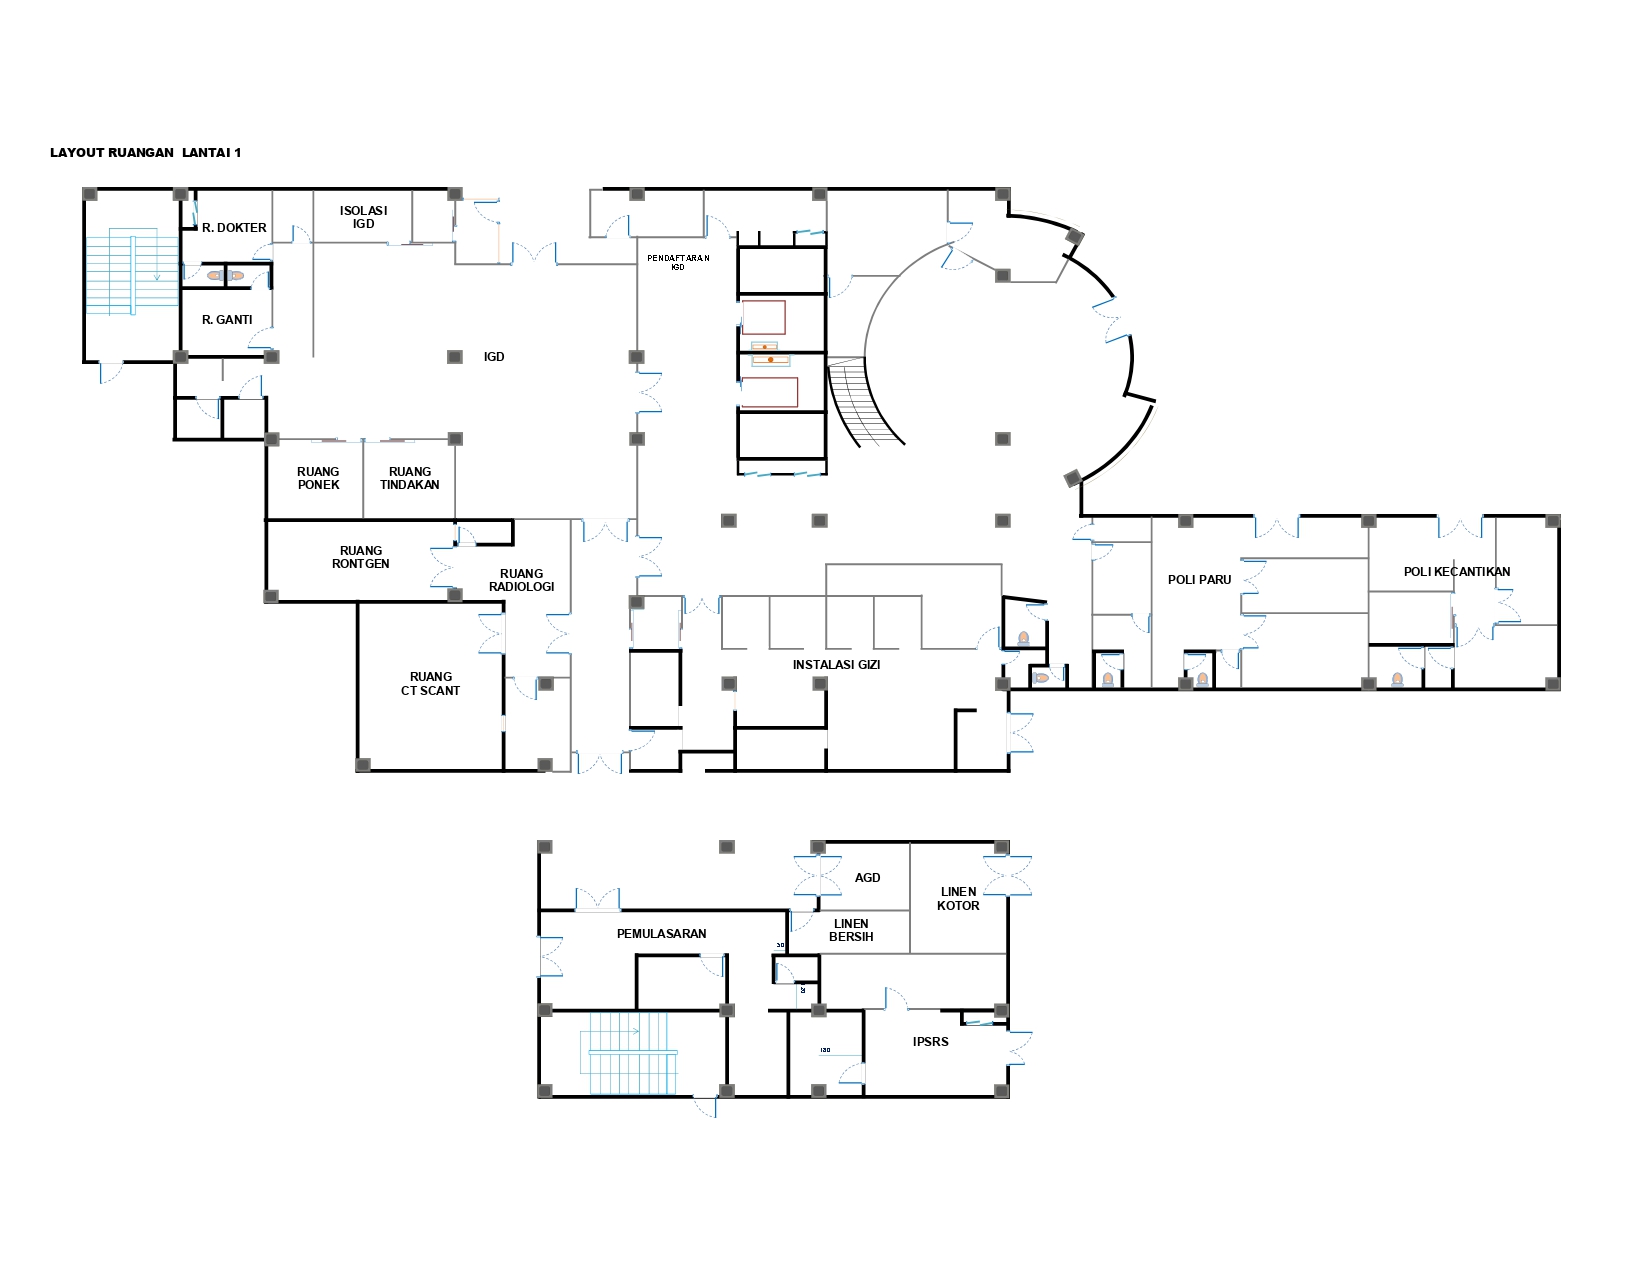 LAYOUT RUANGAN LANTAI 1
ISOLASI
IGD
R. DOKTER
PENDAFTARAN
IGD
R. GANTI
IGD
RUANG
PONEK
RUANG
TINDAKAN
RUANG
RONTGEN
RUANG
RADIOLOGI
POLI PARU
POLI KECANTIKAN
INSTALASI GIZI
RUANG
CT SCANT
AGD
LINEN
KOTOR
LINEN
BERSIH
PEMULASARAN
IPSRS